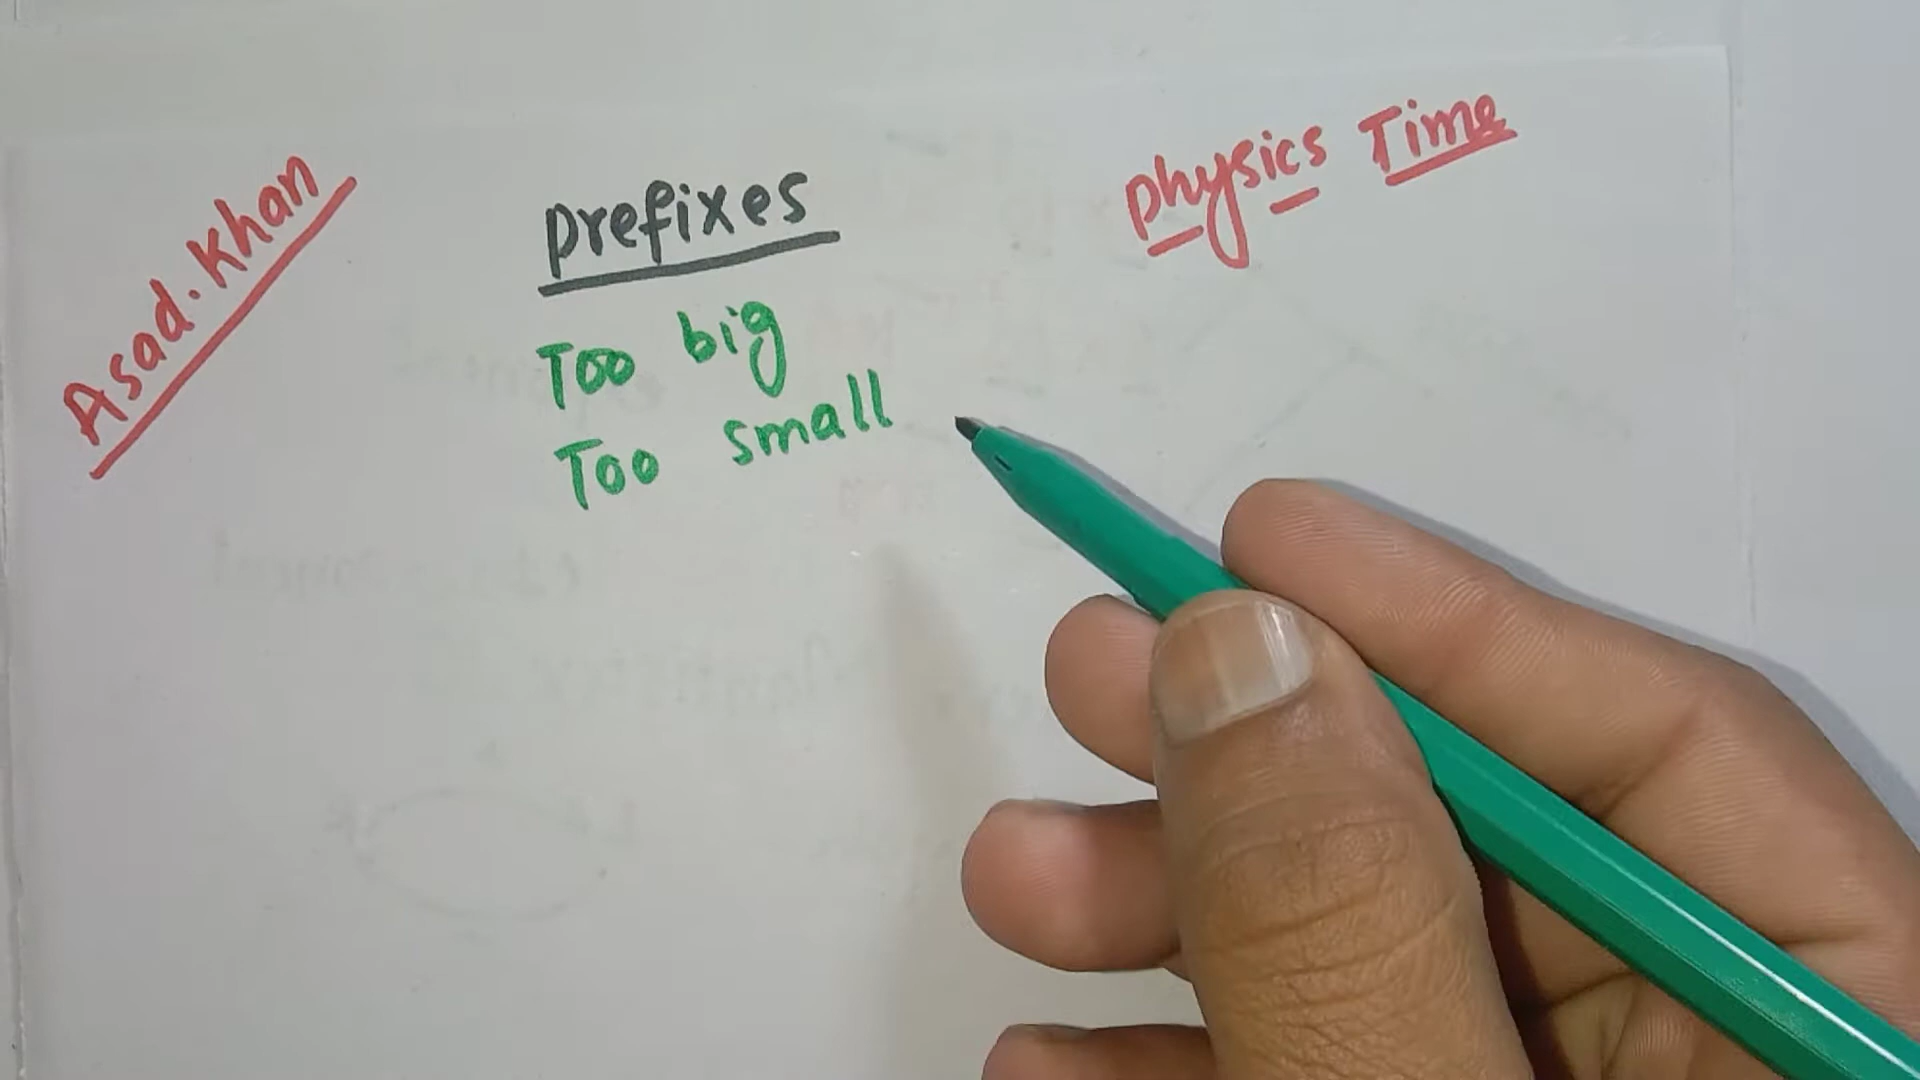 Asad. Khan
prefixes
Physics Time
Too big
Too small